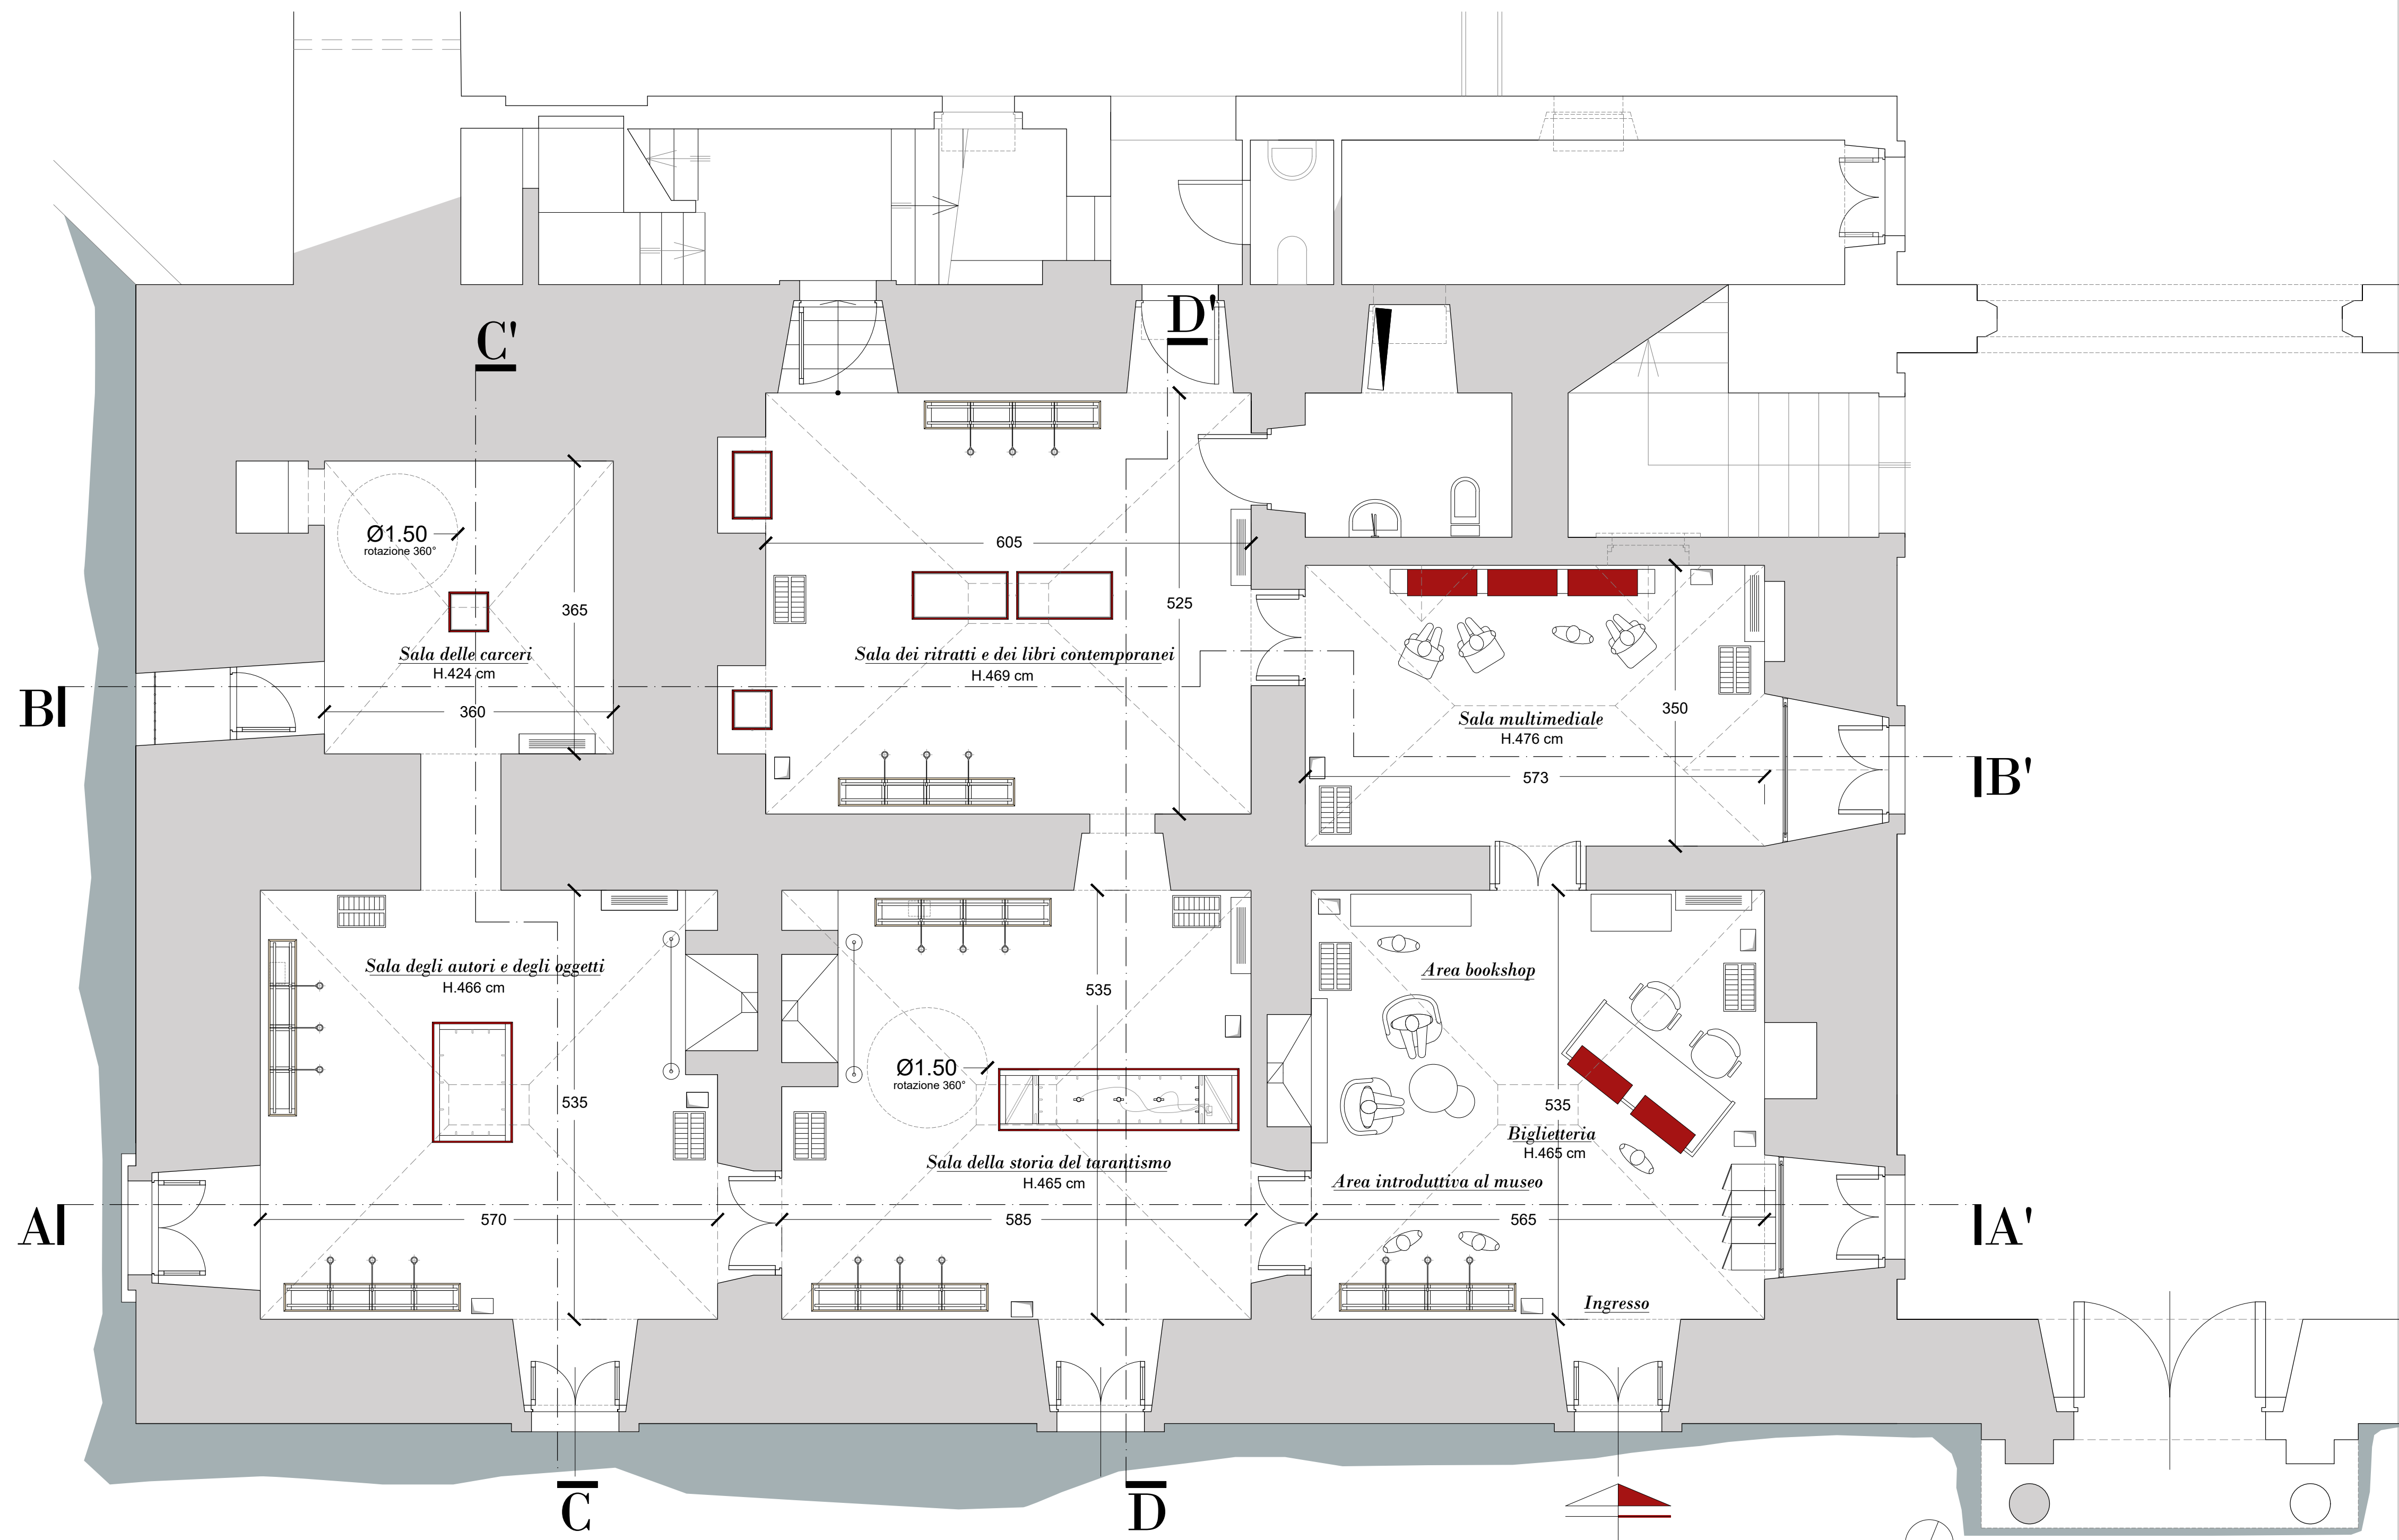 C'
D'
Ø1.50
rotazione 360°
605
365
525
Sala delle carceri
H.424 cm
Sala dei ritratti e dei libri contemporanei
H.469 cm
B
360
350
Sala multimediale
H.476 cm
573
B'
Sala degli autori e degli oggetti
H.466 cm
535
Area bookshop
Ø1.50
rotazione 360°
535
535
Biglietteria
H.465 cm
Sala della storia del tarantismo
H.465 cm
Area introduttiva al museo
A
570
585
565
A'
Ingresso
C
D